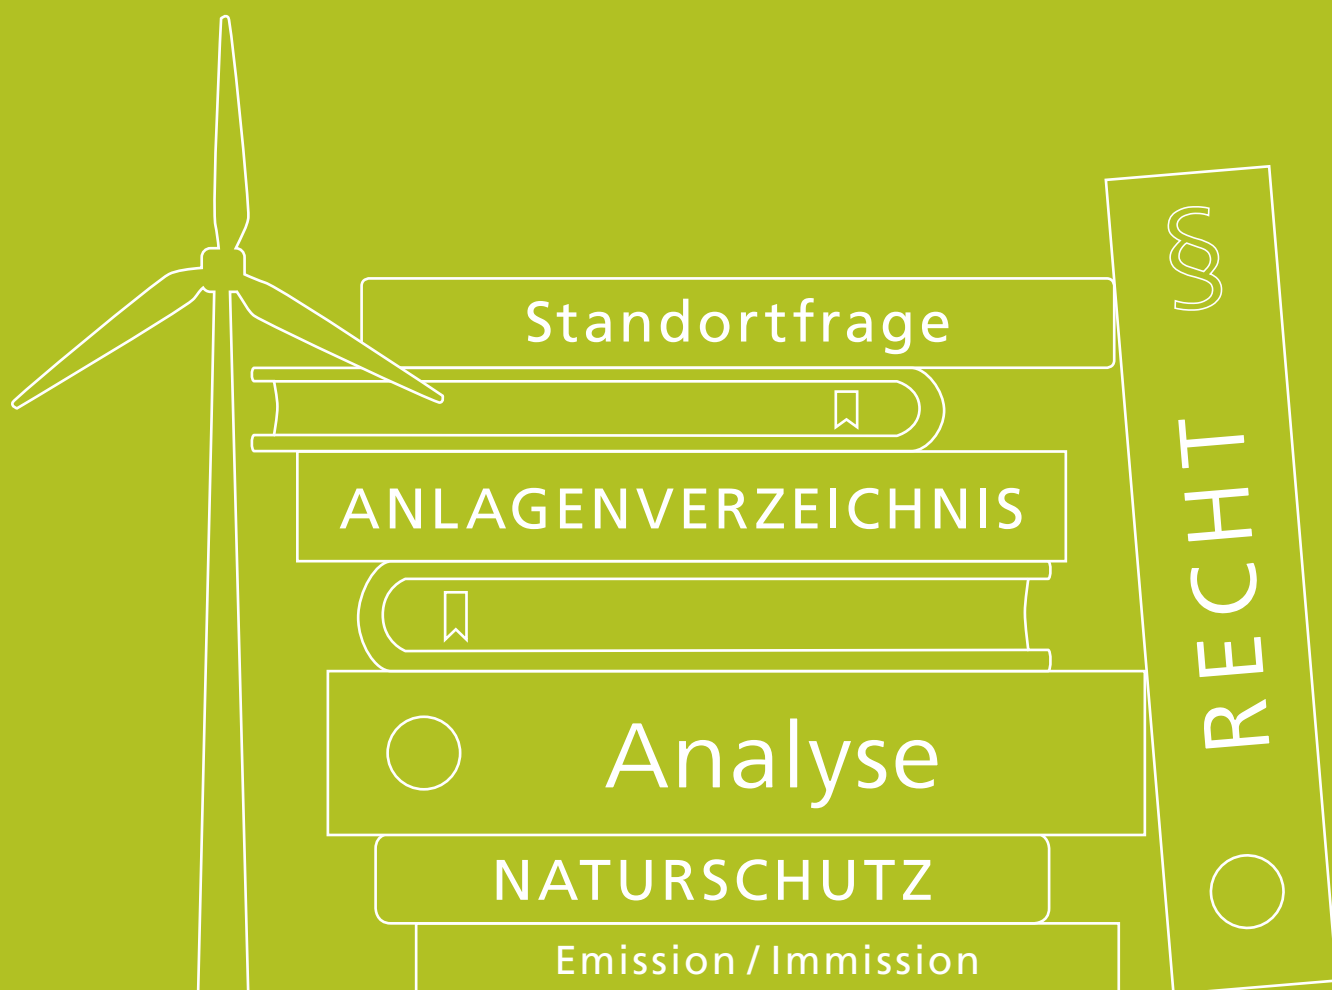 Standortfrage
ANLAGENVERZEICHNIS
Analyse
NATURSCHUTZ
Emission / Immission
§
RECHT